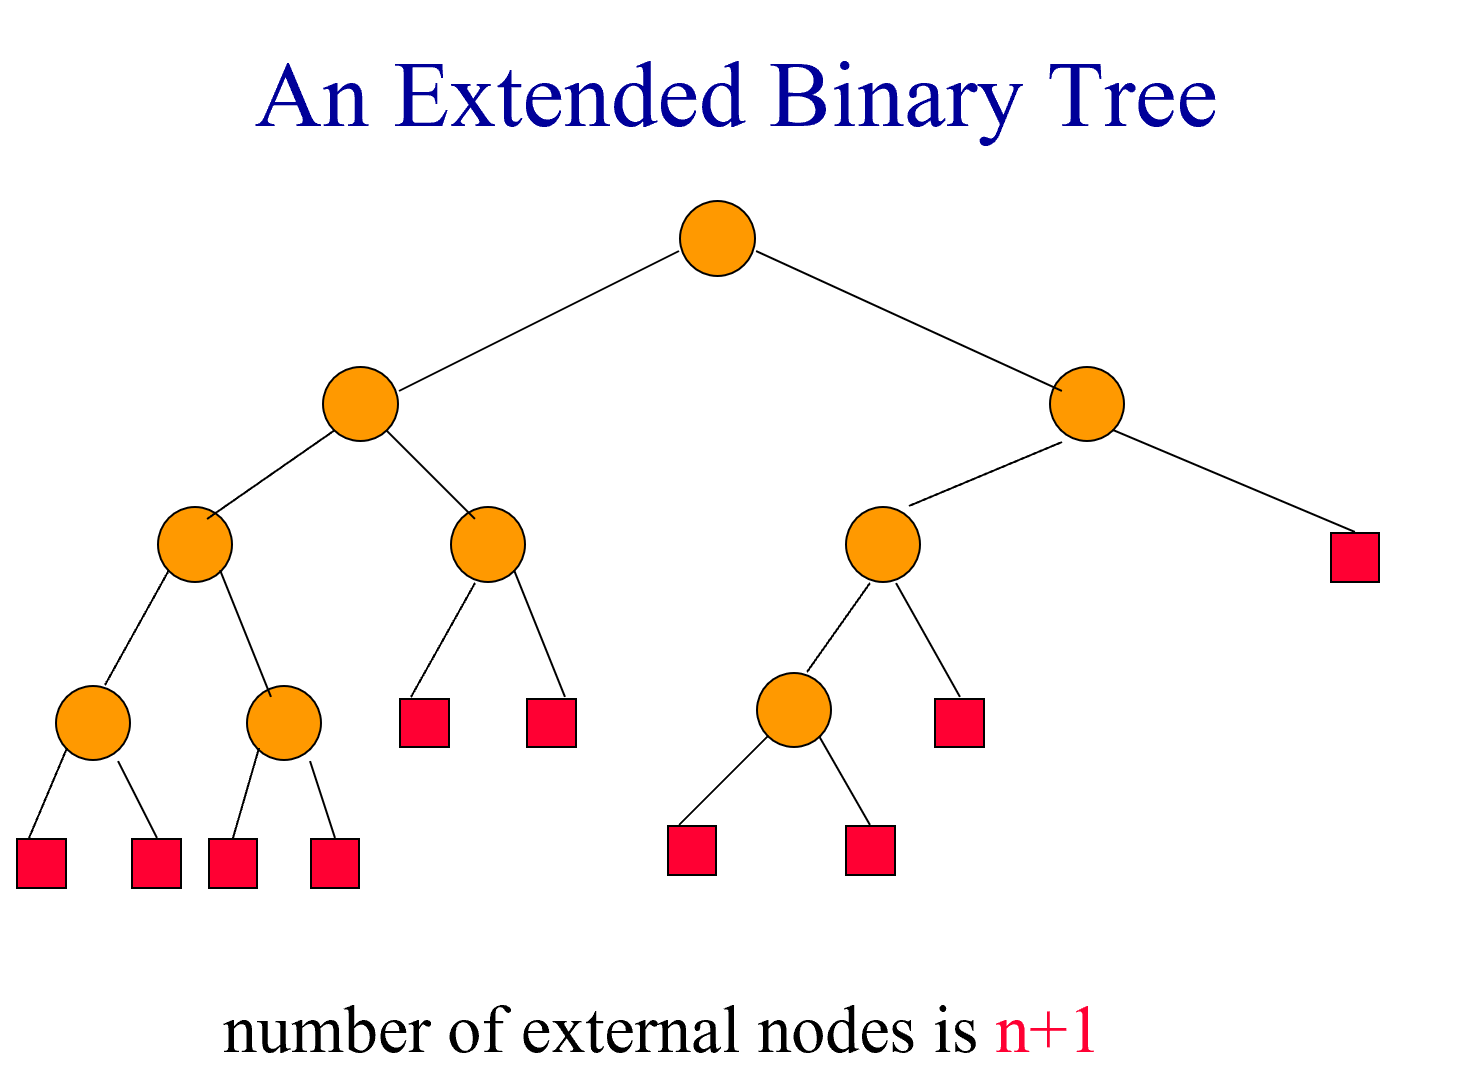 An Extended Binary Tree
number of external nodes is n+1